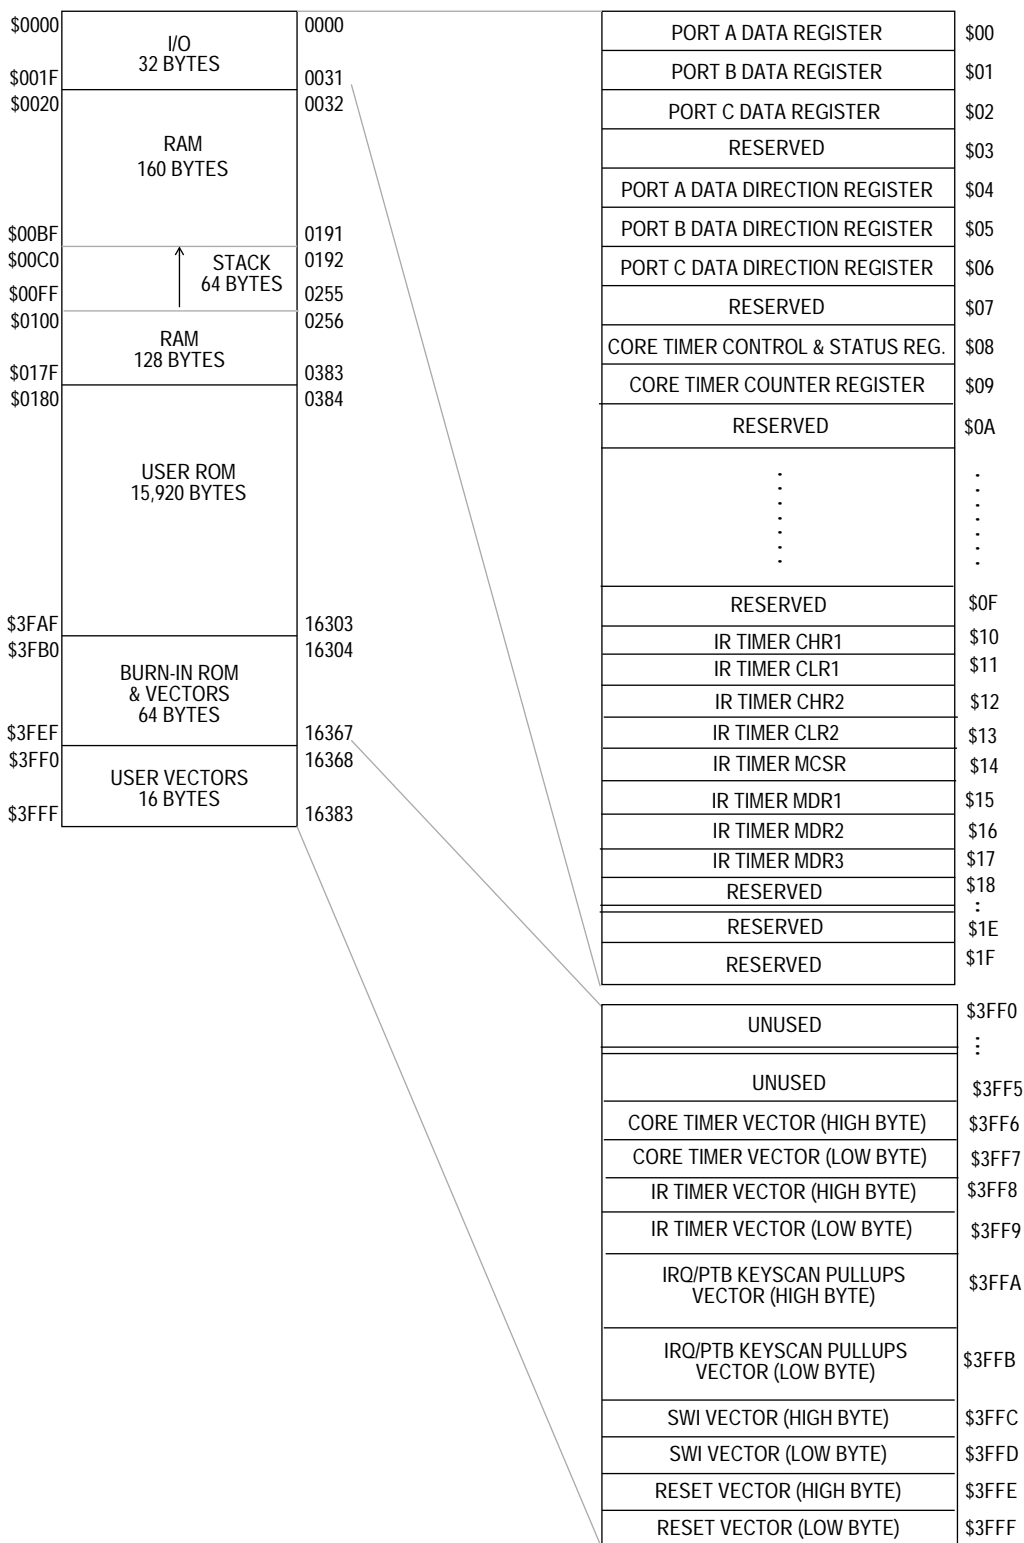 $0000 0000
I/O
32 BYTES
$001F 0031
$0020 0032
RAM
160 BYTES
$00BF 0191
$00C0 0192
STACK
64 BYTES
$00FF 0255
$0100 0256
RAM
128 BYTES
$017F 0383
$0180 0384
USER ROM
15,920 BYTES
$3FAF 16303
$3FB0 16304
BURN-IN ROM
& VECTORS
64 BYTES
$3FEF 16367
$3FF0 16368
USER VECTORS
16 BYTES
$3FFF 16383
PORT A DATA REGISTER $00
PORT B DATA REGISTER $01
PORT C DATA REGISTER $02
RESERVED $03
PORT A DATA DIRECTION REGISTER $04
PORT B DATA DIRECTION REGISTER $05
PORT C DATA DIRECTION REGISTER $06
RESERVED $07
CORE TIMER CONTROL & STATUS REG. $08
CORE TIMER COUNTER REGISTER $09
RESERVED $0A
RESERVED $0F
IR TIMER CHR1 $10
IR TIMER CLR1 $11
IR TIMER CHR2 $12
IR TIMER CLR2 $13
IR TIMER MCSR $14
IR TIMER MDR1 $15
IR TIMER MDR2 $16
IR TIMER MDR3 $17
RESERVED $18
RESERVED $1E
RESERVED $1F
UNUSED $3FF0
UNUSED $3FF5
CORE TIMER VECTOR (HIGH BYTE) $3FF6
CORE TIMER VECTOR (LOW BYTE) $3FF7
IR TIMER VECTOR (HIGH BYTE) $3FF8
IR TIMER VECTOR (LOW BYTE) $3FF9
IRQ/PTB KEYSCAN PULLUPS
VECTOR (HIGH BYTE) $3FFA
IRQ/PTB KEYSCAN PULLUPS
VECTOR (LOW BYTE) $3FFB
SWI VECTOR (HIGH BYTE) $3FFC
SWI VECTOR (LOW BYTE) $3FFD
RESET VECTOR (HIGH BYTE) $3FFE
RESET VECTOR (LOW BYTE) $3FFF